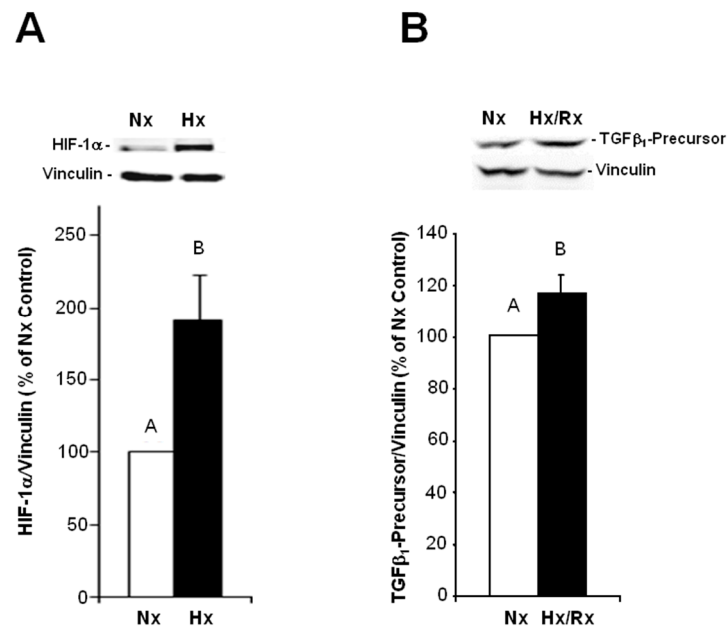 A
Nx Hx
HIF-1α-
Vinculin -
HIF-1α/Vinculin ( % of Nx Control)
250
200
150
100
50
0
A
B
Nx Hx
B
Nx Hx/Rx
- TGFβ1-Precursor
- Vinculin
TGFβ1-Precursor/Vinculin ( % of Nx Control)
140
120
100
80
60
40
20
0
A
B
Nx Hx/Rx